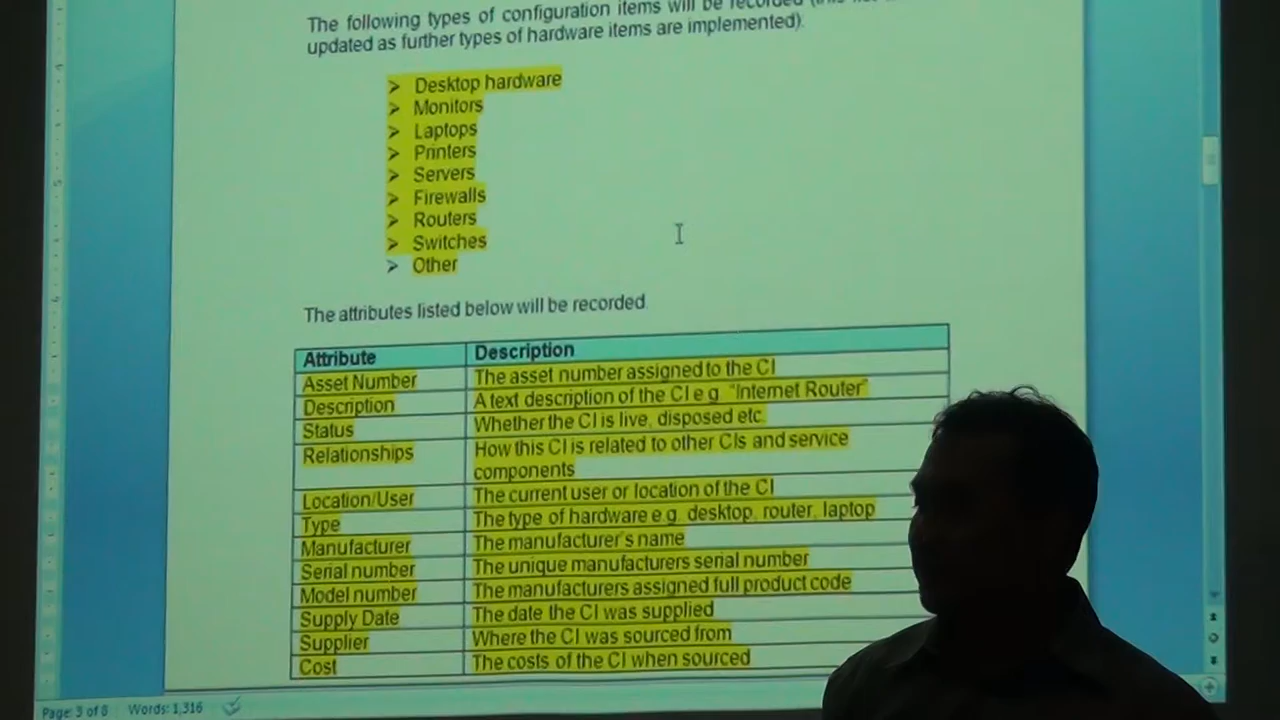 The following types of configuration items will be recorded
updated as further types of hardware items are implemented).
➢ Desktop hardware
➢ Monitors
➢ Laptops
➢ Printers
➢ Servers
➢ Firewalls
➢ Routers
➢ Switches
➢ Other
The attributes listed below will be recorded.
Attribute Description
Asset Number The asset number assigned to the CI
Description A text description of the CI e.g. "Internet Router"
Status Whether the CI is live, disposed etc.
Relationships How this CI is related to other CIs and service
components
Location/User The current user or location of the CI
Type The type of hardware e.g. desktop, router, laptop
Manufacturer The manufacturer's name
Serial number The unique manufacturers serial number
Model number The manufacturers assigned full product code
Supply Date The date the CI was supplied
Supplier Where the CI was sourced from
Cost The costs of the CI when sourced
Page: 3 of 8 Words: 1,316